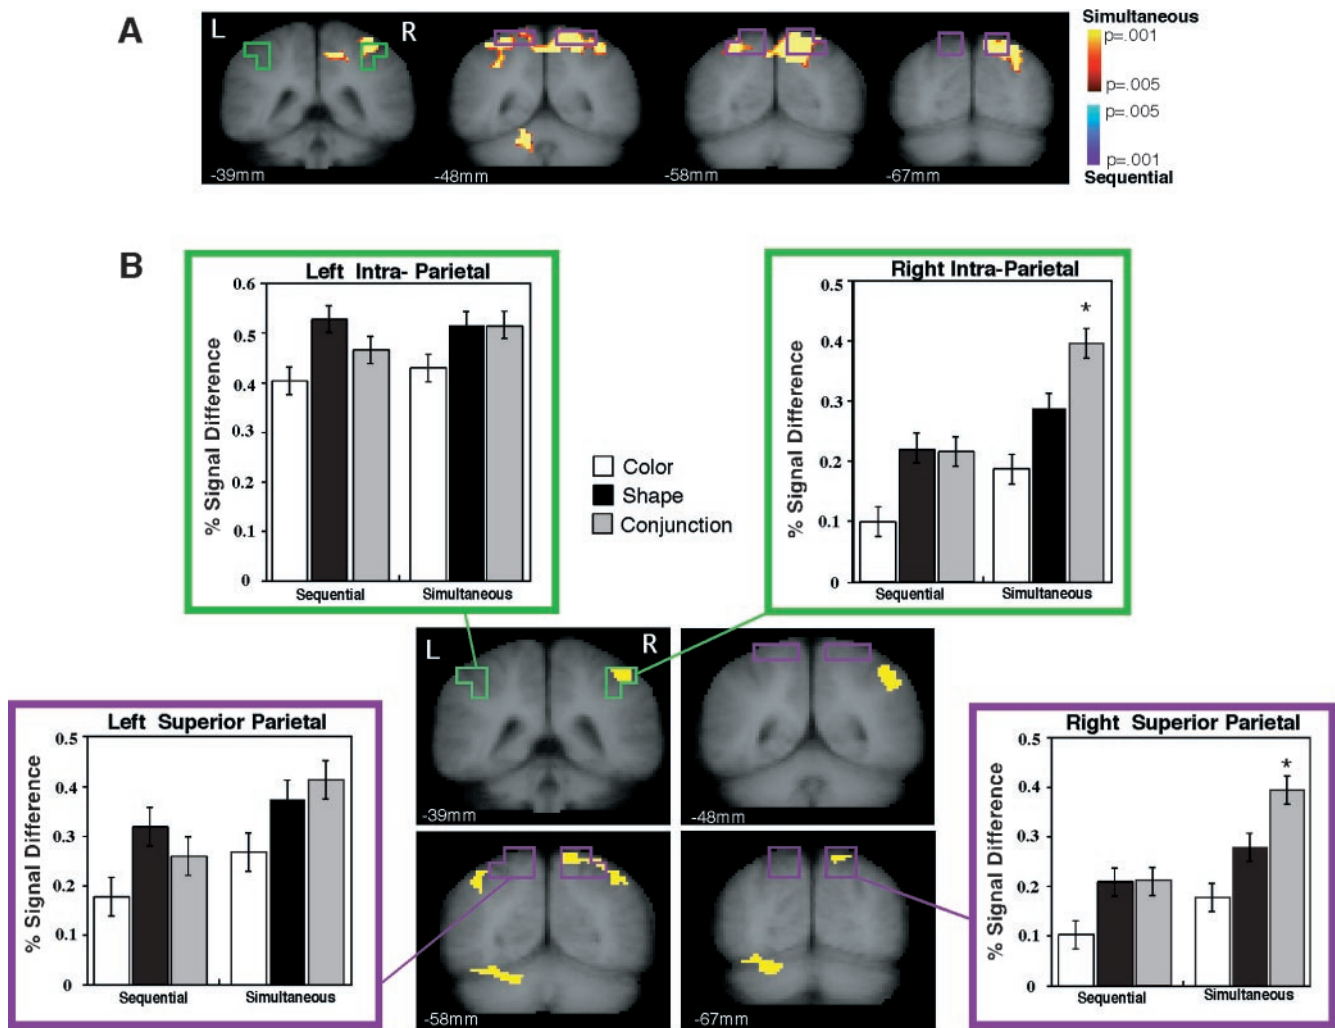 A
L
R
-39mm
-48mm
-58mm
-67mm
Simultaneous
p=.001
p=.005
p=.005
p=.001
Sequential
B
Left Intra- Parietal
% Signal Difference
0.6
0.5
0.4
0.3
0.2
0.1
0
Sequential
Simultaneous
Color
Shape
Conjunction
Right Intra-Parietal
% Signal Difference
0.5
0.4
0.3
0.2
0.1
0
*
Sequential
Simultaneous
L
R
-39mm
-48mm
-58mm
-67mm
Left Superior Parietal
% Signal Difference
0.5
0.4
0.3
0.2
0.1
0
Sequential
Simultaneous
Right Superior Parietal
% Signal Difference
0.5
0.4
0.3
0.2
0.1
0
*
Sequential
Simultaneous